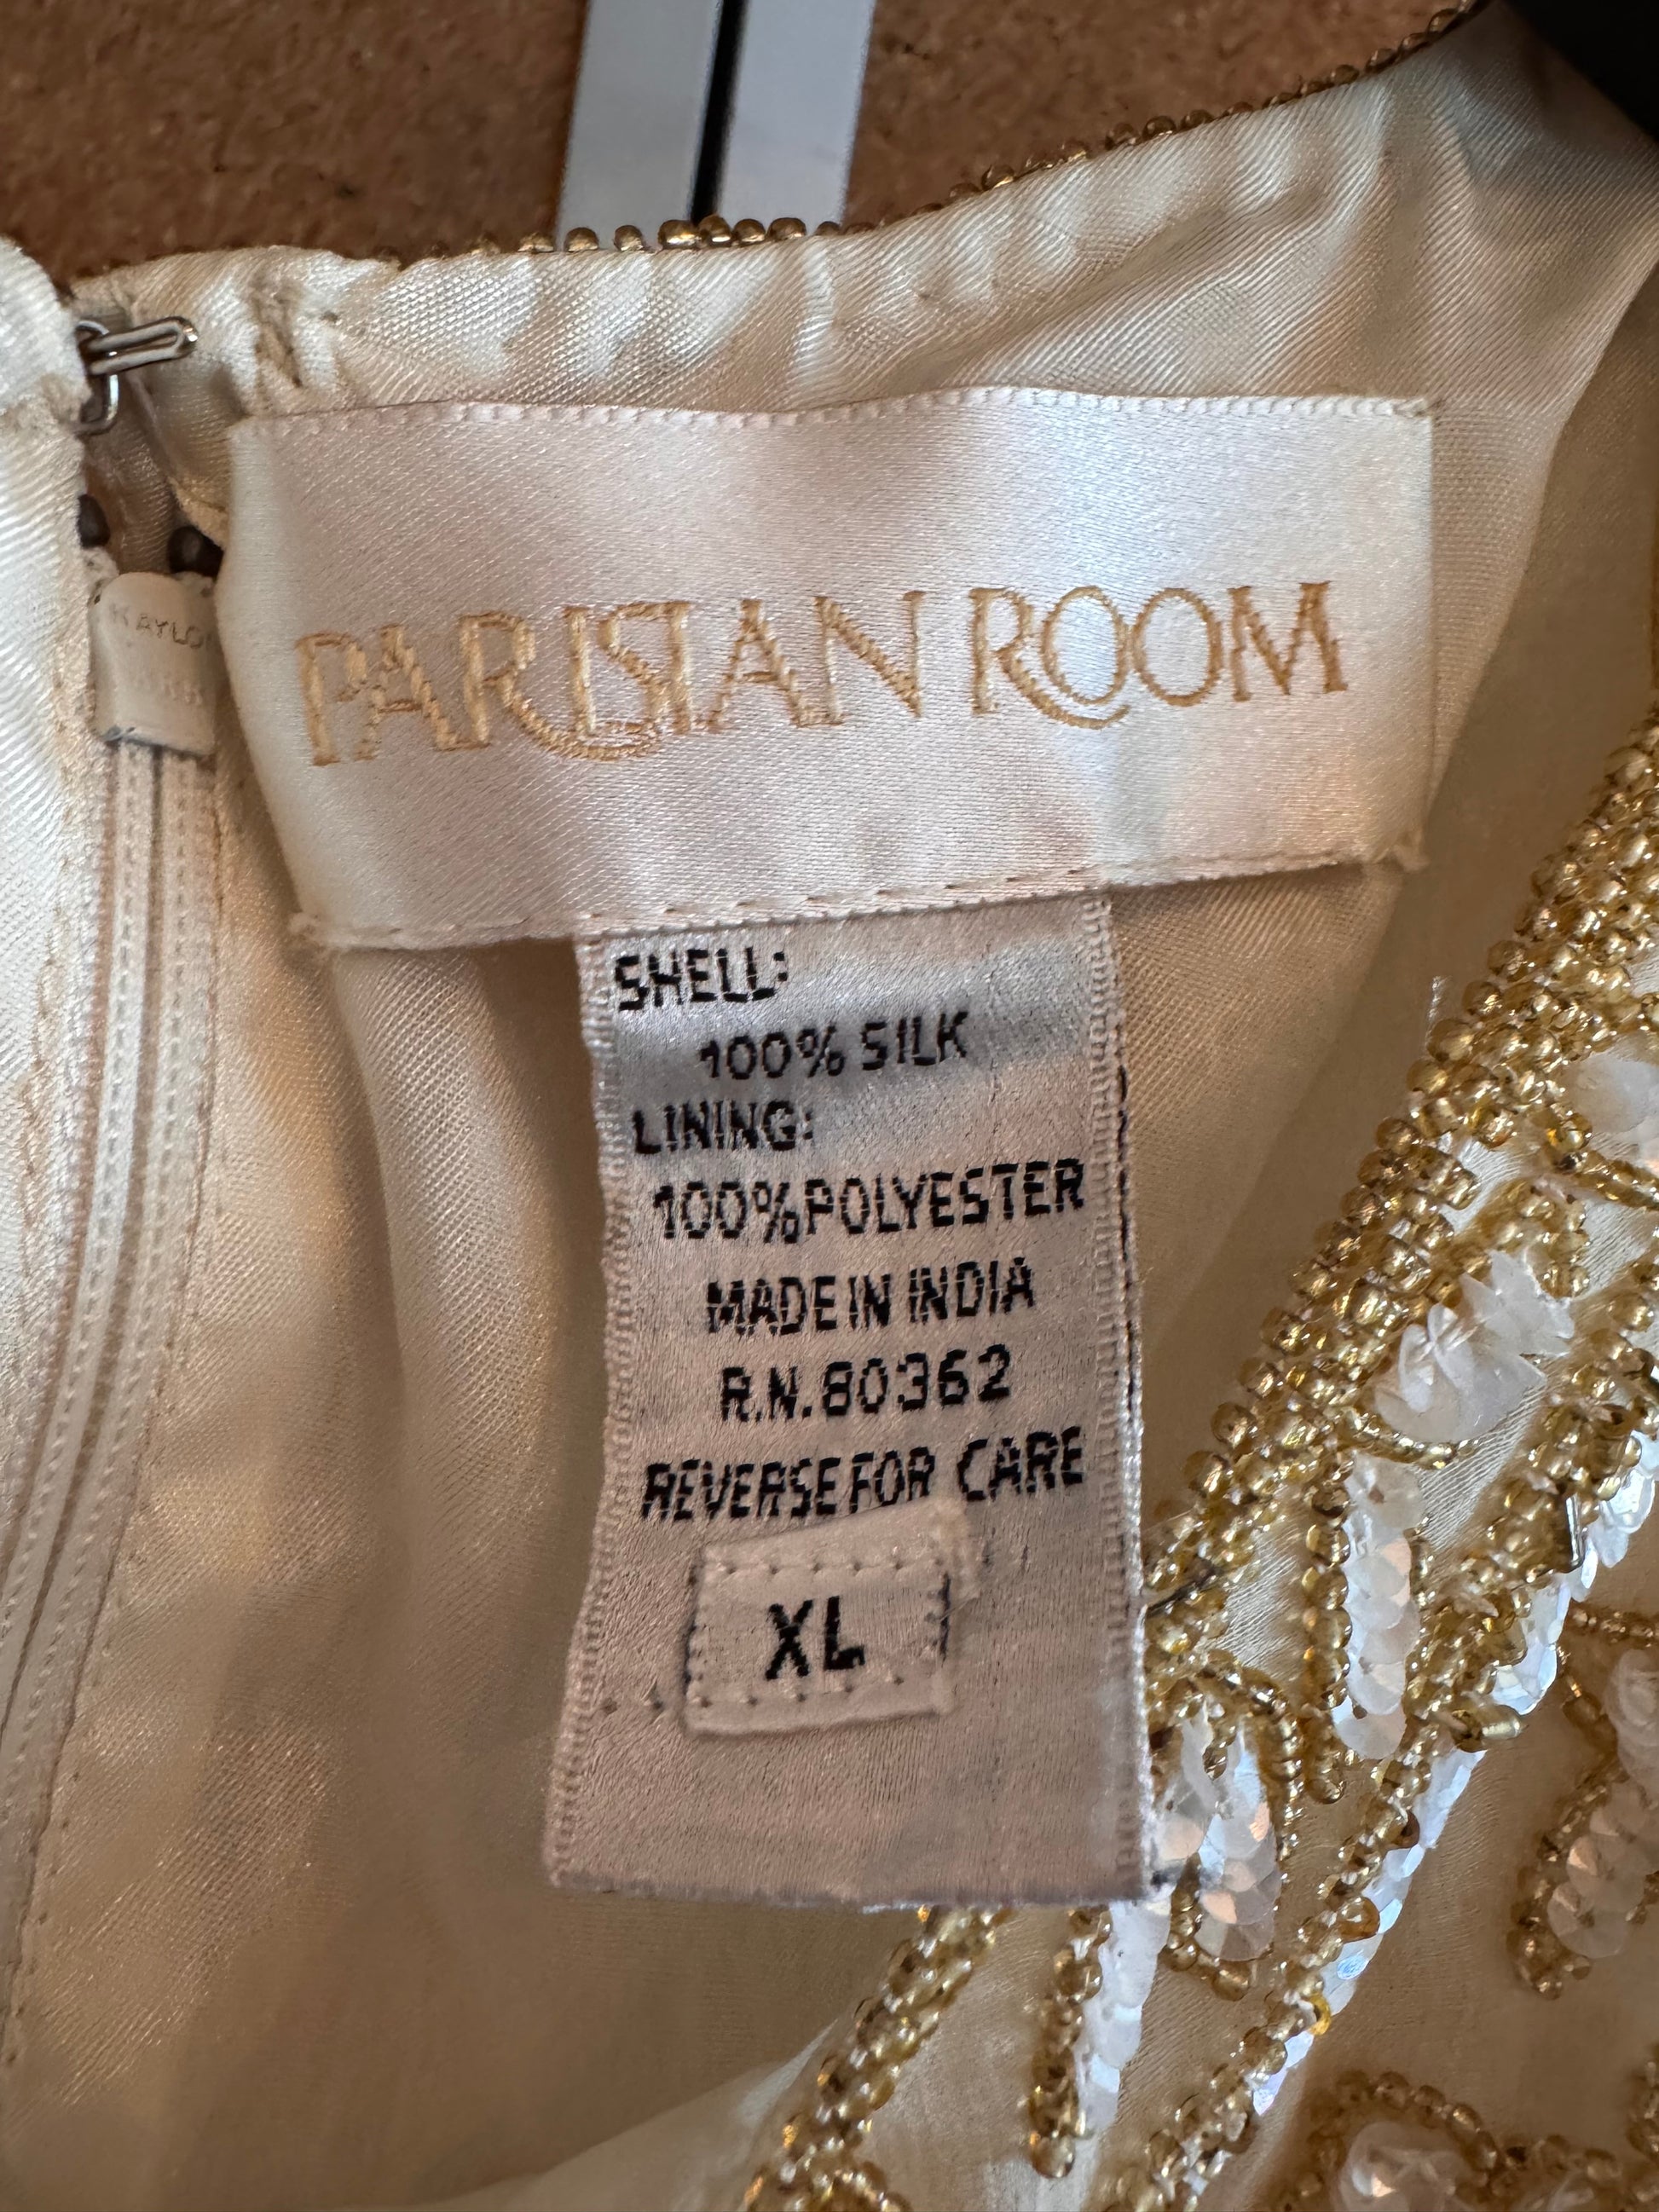 PARISIAN ROOM
SHELL:
100% SILK
LINING:
100% POLYESTER
MADE IN INDIA
R.N. 80362
REVERSE FOR CARE
XL